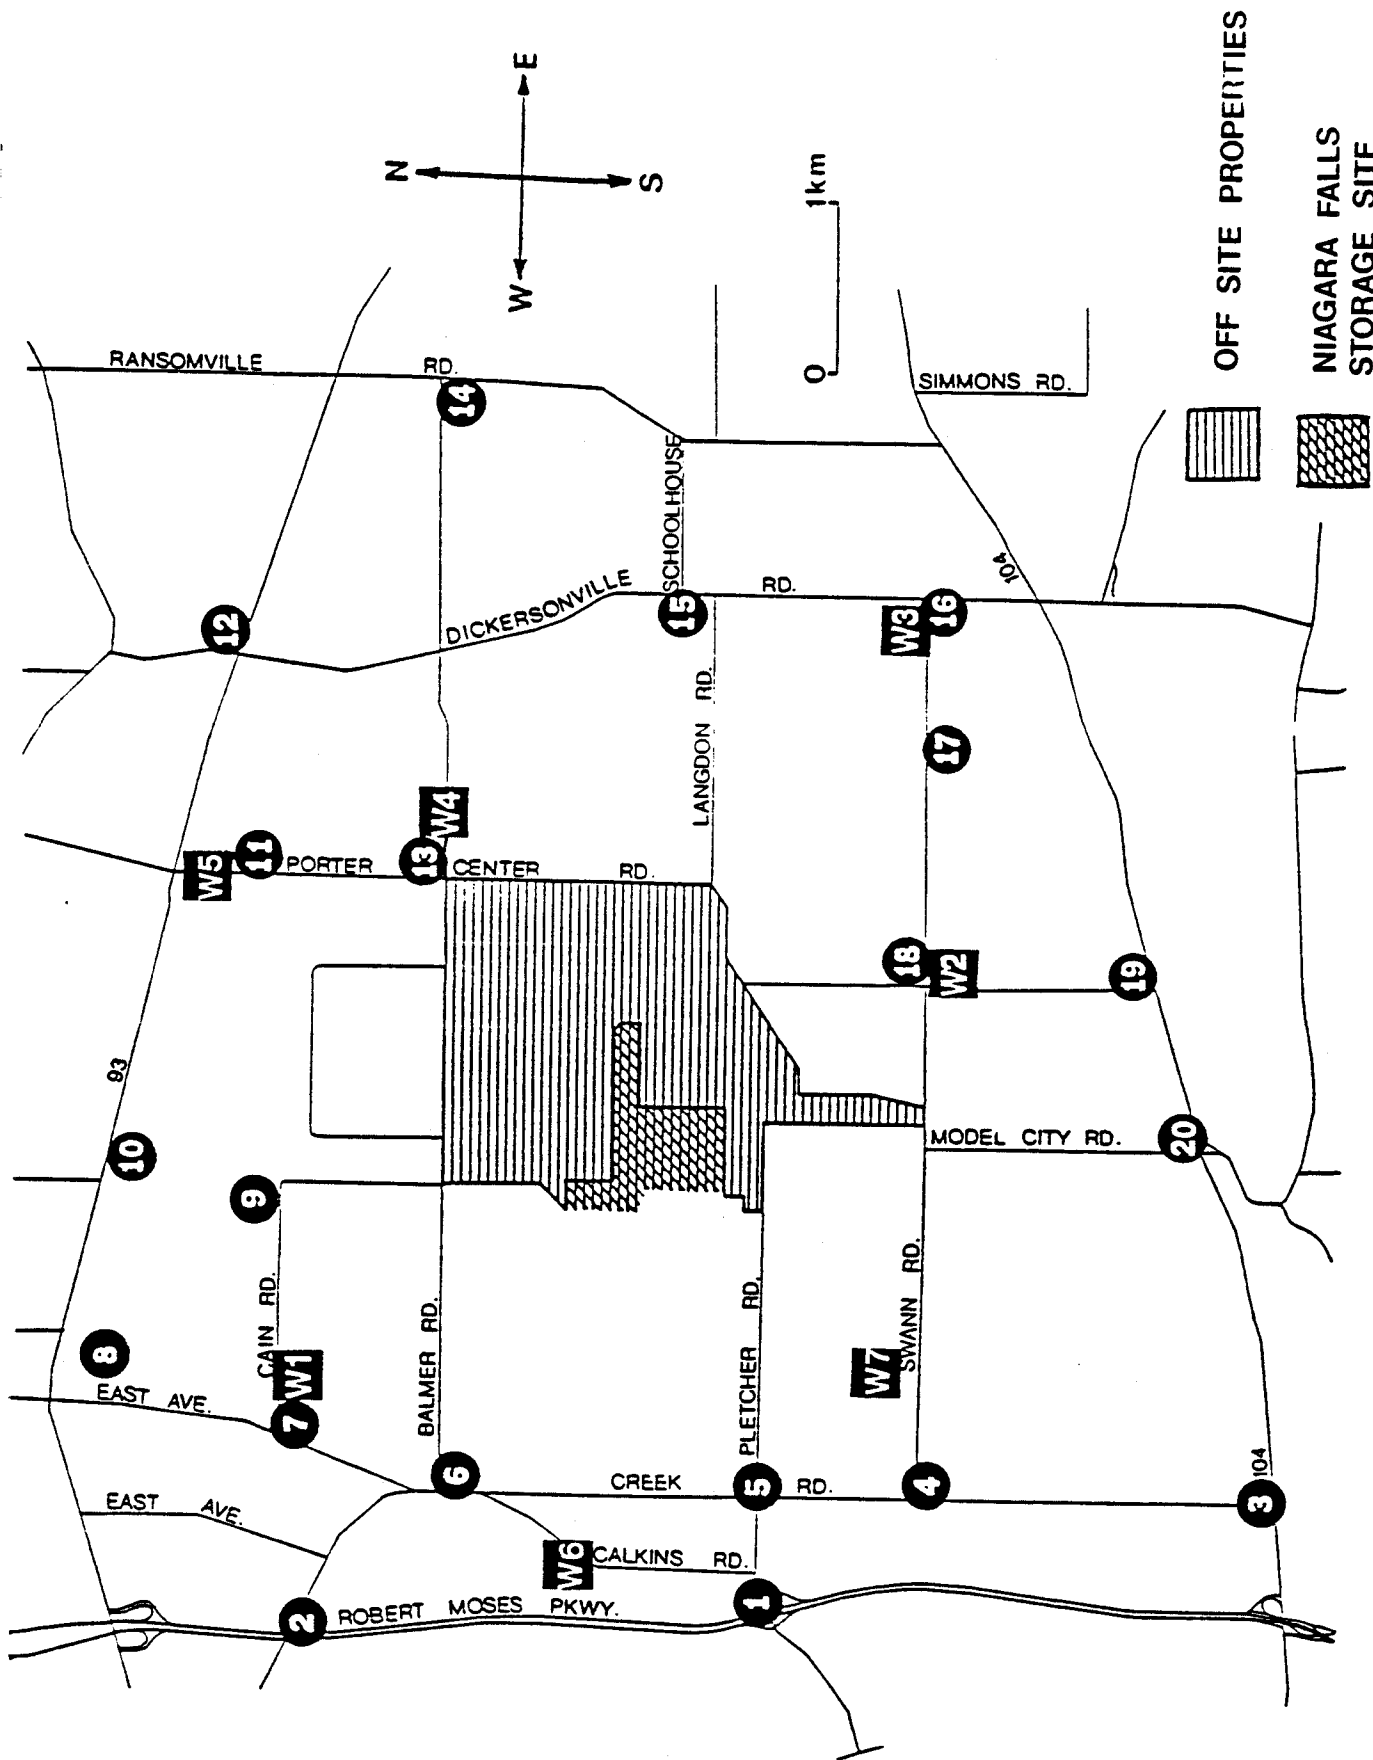 N
E
W
S
0
1km
OFF SITE PROPERTIES
NIAGARA FALLS
STORAGE SITE
RANSOMVILLE RD.
SIMMONS RD.
SCHOOLHOUSE
DICKERSONVILLE RD.
LANGDON RD.
104
PORTER CENTER RD.
93
MODEL CITY RD.
CAIN RD.
BALMER RD.
PLETCHER RD.
SWANN RD.
EAST AVE.
EAST AVE.
CREEK RD.
CALKINS RD.
ROBERT MOSES PKWY.
104
1
2
3
4
5
6
7
8
9
10
11
12
13
14
15
16
17
18
19
20
W1
W2
W3
W4
W5
W6
W7